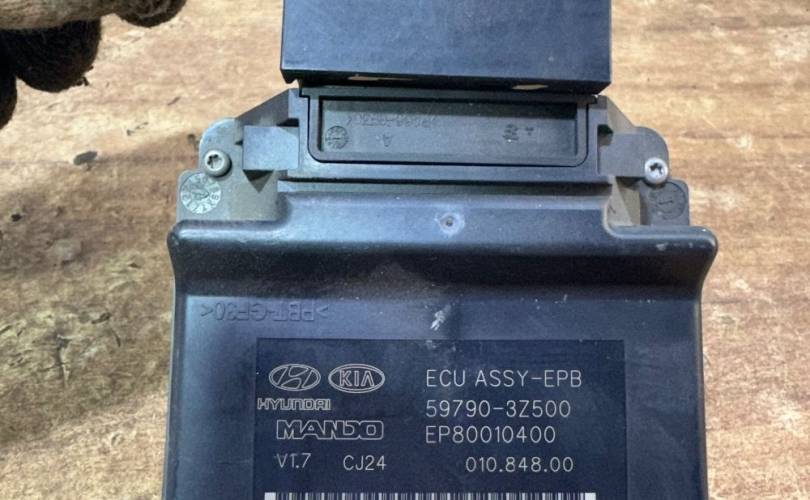 >PBT-GF30<
KIA ECU ASSY-EPB
HYUNDAI 59790-3Z500
MANDO EP80010400
V1.7 CJ24 010.848.00